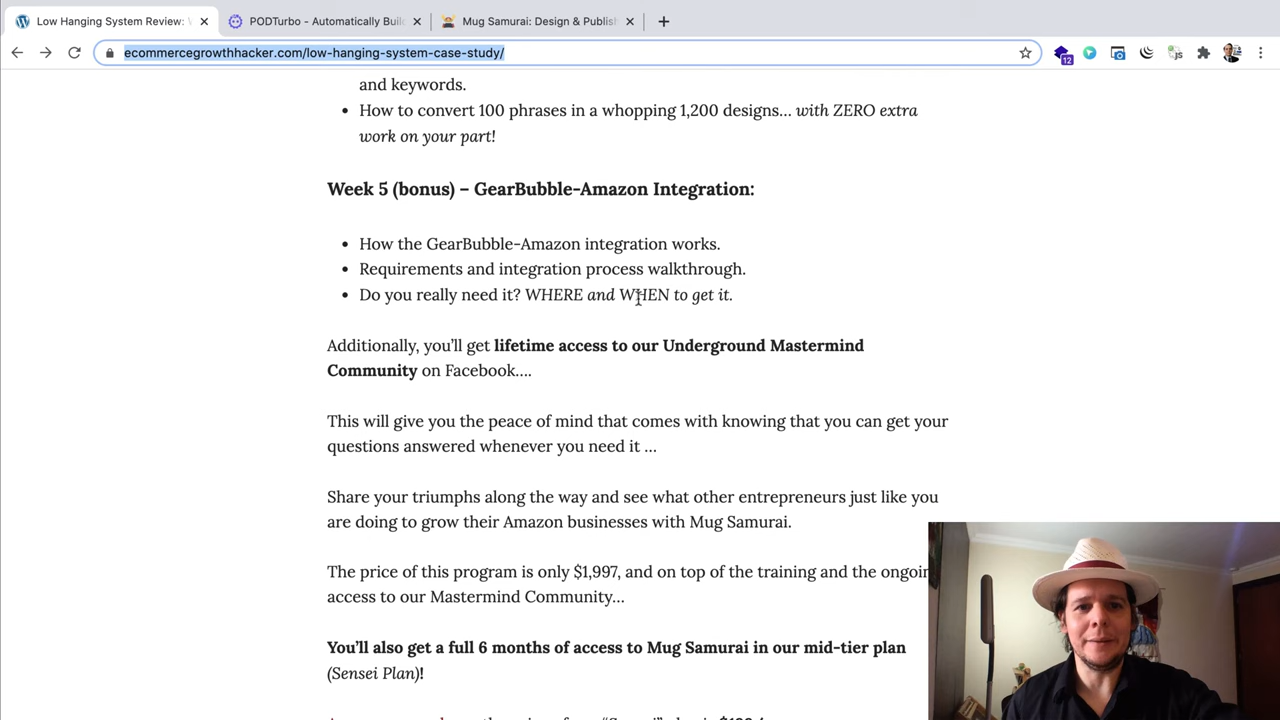 Low Hanging System Review:
PODTurbo - Automatically Buil
Mug Samurai: Design & Publis
ecommercegrowthhacker.com/low-hanging-system-case-study/
12
js
and keywords.
• How to convert 100 phrases in a whopping 1,200 designs… with ZERO extra
work on your part!
Week 5 (bonus) – GearBubble-Amazon Integration:
• How the GearBubble-Amazon integration works.
• Requirements and integration process walkthrough.
• Do you really need it? WHERE and WHEN to get it.
Additionally, you’ll get lifetime access to our Underground Mastermind
Community on Facebook….
This will give you the peace of mind that comes with knowing that you can get your
questions answered whenever you need it …
Share your triumphs along the way and see what other entrepreneurs just like you
are doing to grow their Amazon businesses with Mug Samurai.
The price of this program is only $1,997, and on top of the training and the ongoin
access to our Mastermind Community…
You’ll also get a full 6 months of access to Mug Samurai in our mid-tier plan
(Sensei Plan)!